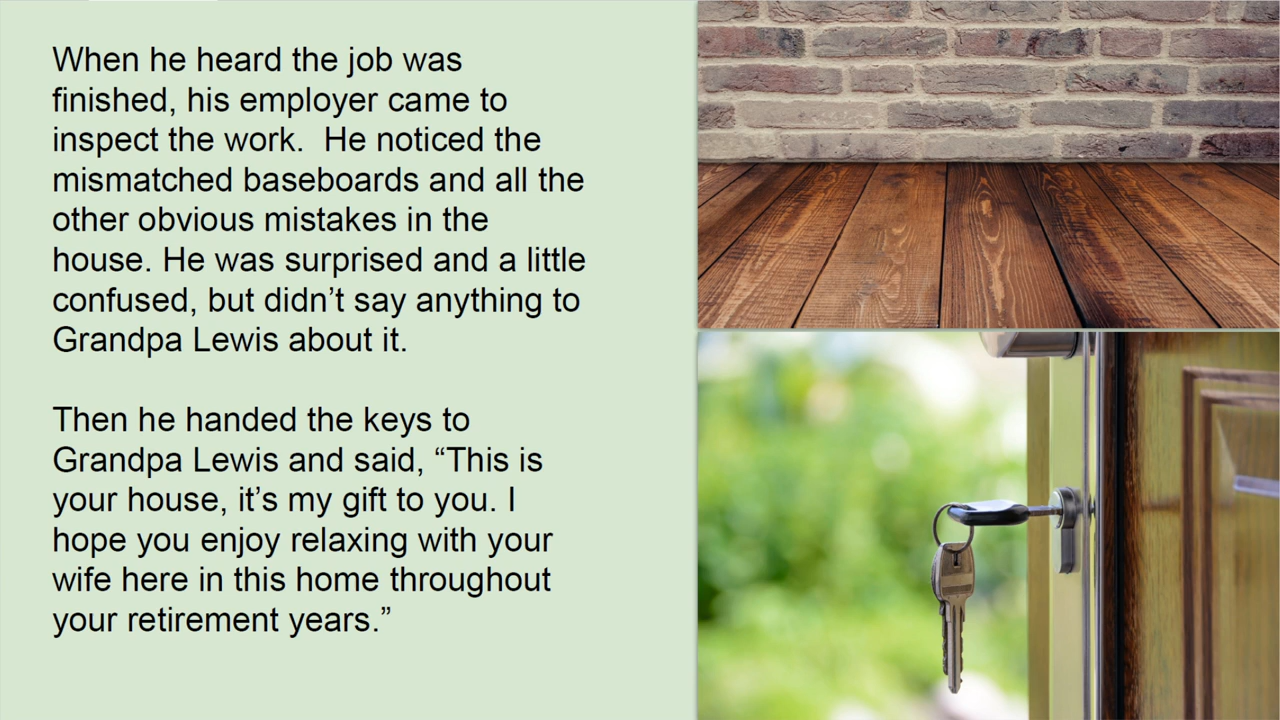 When he heard the job was
finished, his employer came to
inspect the work.  He noticed the
mismatched baseboards and all the
other obvious mistakes in the
house. He was surprised and a little
confused, but didn’t say anything to
Grandpa Lewis about it.
Then he handed the keys to
Grandpa Lewis and said, “This is
your house, it’s my gift to you. I
hope you enjoy relaxing with your
wife here in this home throughout
your retirement years.”